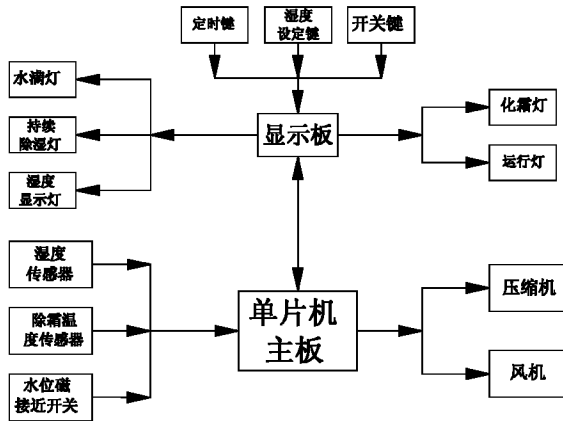 定时键
湿度
设定键
开关键
水满灯
持续
除湿灯
湿度
显示灯
显示板
化霜灯
运行灯
湿度
传感器
除霜温
度传感器
水位磁
接近开关
单片机
主板
压缩机
风机